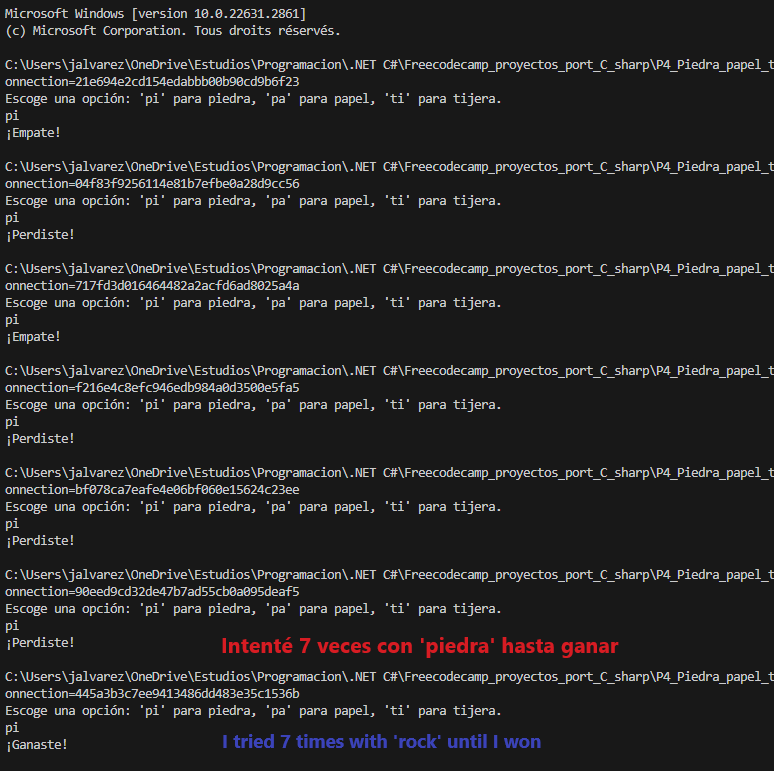 Microsoft Windows [version 10.0.22631.2861]
(c) Microsoft Corporation. Tous droits réservés.
C:\Users\jalvarez\OneDrive\Estudios\Programacion\.NET C#\Freecodecamp_proyectos_port_C_sharp\P4_Piedra_papel_t
onnection=21e694e2cd154edabbb00b90cd9b6f23
Escoge una opción: 'pi' para piedra, 'pa' para papel, 'ti' para tijera.
pi
¡Empate!
C:\Users\jalvarez\OneDrive\Estudios\Programacion\.NET C#\Freecodecamp_proyectos_port_C_sharp\P4_Piedra_papel_t
onnection=04f83f9256114e81b7efbe0a28d9cc56
Escoge una opción: 'pi' para piedra, 'pa' para papel, 'ti' para tijera.
pi
¡Perdiste!
C:\Users\jalvarez\OneDrive\Estudios\Programacion\.NET C#\Freecodecamp_proyectos_port_C_sharp\P4_Piedra_papel_t
onnection=717fd3d016464482a2acfd6ad8025a4a
Escoge una opción: 'pi' para piedra, 'pa' para papel, 'ti' para tijera.
pi
¡Empate!
C:\Users\jalvarez\OneDrive\Estudios\Programacion\.NET C#\Freecodecamp_proyectos_port_C_sharp\P4_Piedra_papel_t
onnection=f216e4c8efc946edb984a0d3500e5fa5
Escoge una opción: 'pi' para piedra, 'pa' para papel, 'ti' para tijera.
pi
¡Perdiste!
C:\Users\jalvarez\OneDrive\Estudios\Programacion\.NET C#\Freecodecamp_proyectos_port_C_sharp\P4_Piedra_papel_t
onnection=bf078ca7eafe4e06bf060e15624c23ee
Escoge una opción: 'pi' para piedra, 'pa' para papel, 'ti' para tijera.
pi
¡Perdiste!
C:\Users\jalvarez\OneDrive\Estudios\Programacion\.NET C#\Freecodecamp_proyectos_port_C_sharp\P4_Piedra_papel_t
onnection=90eed9cd32de47b7ad55cb0a095deaf5
Escoge una opción: 'pi' para piedra, 'pa' para papel, 'ti' para tijera.
pi
¡Perdiste!
Intenté 7 veces con 'piedra' hasta ganar
C:\Users\jalvarez\OneDrive\Estudios\Programacion\.NET C#\Freecodecamp_proyectos_port_C_sharp\P4_Piedra_papel_t
onnection=445a3b3c7ee9413486dd483e35c1536b
Escoge una opción: 'pi' para piedra, 'pa' para papel, 'ti' para tijera.
pi
¡Ganaste!
I tried 7 times with 'rock' until I won